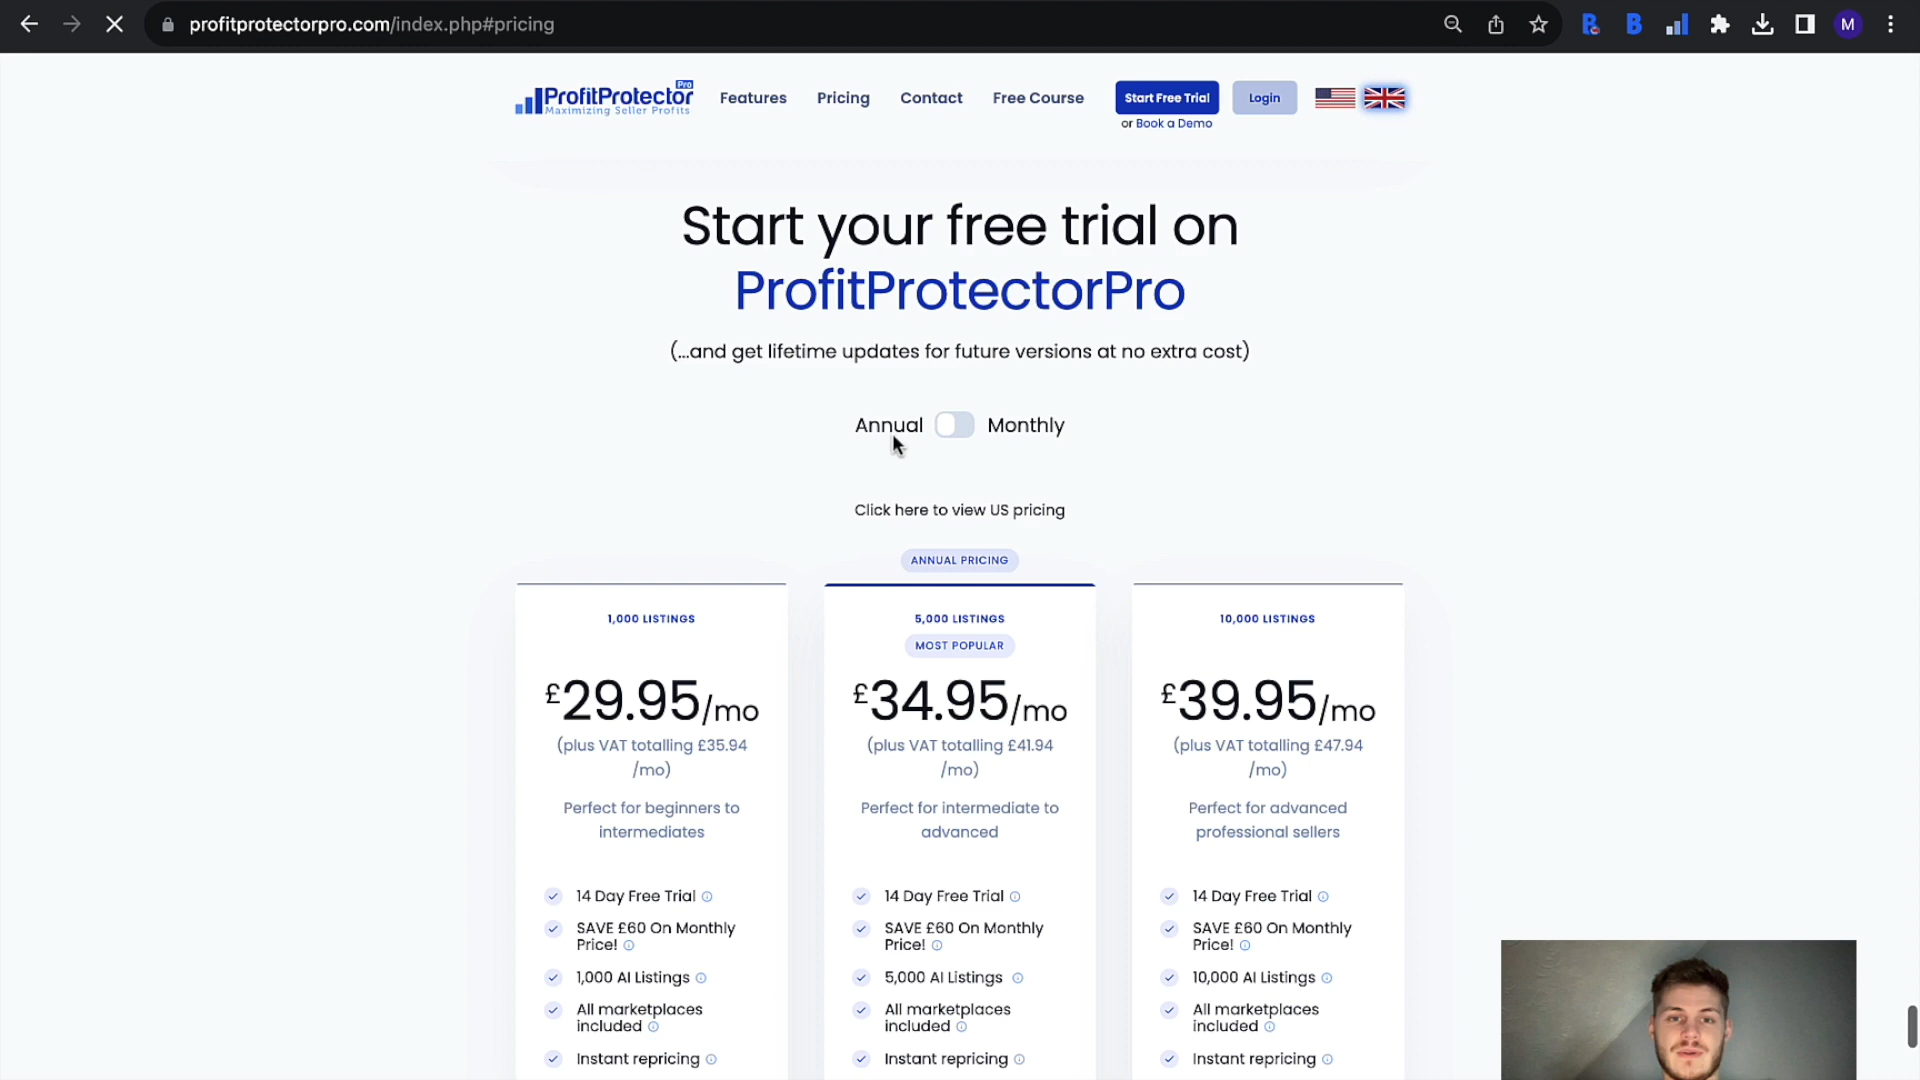 profitprotectorpro.com/index.php#pricing
M
ProfitProtector Pro
Maximizing Seller Profits
Features
Pricing
Contact
Free Course
Start Free Trial
or Book a Demo
Login
Start your free trial on
ProfitProtectorPro
(...and get lifetime updates for future versions at no extra cost)
Annual
Monthly
Click here to view US pricing
ANNUAL PRICING
1,000 LISTINGS
£29.95/mo
(plus VAT totalling £35.94
/mo)
Perfect for beginners to
intermediates
14 Day Free Trial
SAVE £60 On Monthly
Price!
1,000 AI Listings
All marketplaces
included
Instant repricing
5,000 LISTINGS
MOST POPULAR
£34.95/mo
(plus VAT totalling £41.94
/mo)
Perfect for intermediate to
advanced
14 Day Free Trial
SAVE £60 On Monthly
Price!
5,000 AI Listings
All marketplaces
included
Instant repricing
10,000 LISTINGS
£39.95/mo
(plus VAT totalling £47.94
/mo)
Perfect for advanced
professional sellers
14 Day Free Trial
SAVE £60 On Monthly
Price!
10,000 AI Listings
All marketplaces
included
Instant repricing